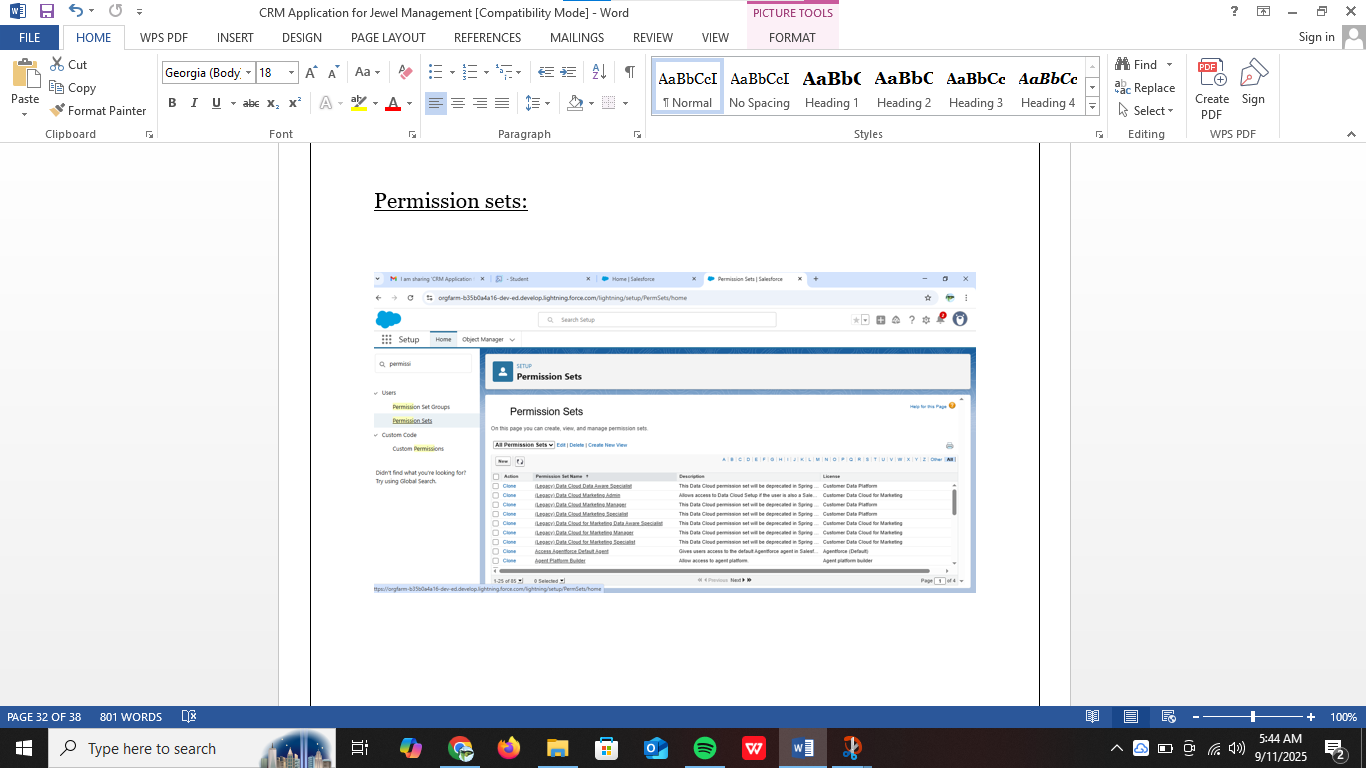 CRM Application for Jewel Management [Compatibility Mode] - Word
PICTURE TOOLS
?
FILE HOME WPS PDF INSERT DESIGN PAGE LAYOUT REFERENCES MAILINGS REVIEW VIEW FORMAT Sign in
Paste
Cut
Copy
Format Painter
Clipboard
Georgia (Body) 18
Font
Paragraph
AaBbCcI AaBbCcI AaBbC AaBbC AaBbCc AaBbCc
¶ Normal No Spacing Heading 1 Heading 2 Heading 3 Heading 4
Styles
Find
Replace
Select
Editing
Create PDF
Sign
WPS PDF
Permission sets:
I am sharing 'CRM Application - Student Home | Salesforce Permission Sets | Salesforce
orgfarm-b35b0a4a16-dev-ed.develop.lightning.force.com/lightning/setup/PermSets/home
Search Setup
Setup Home Object Manager
permissi
Users
Permission Set Groups
Permission Sets
Custom Code
Custom Permissions
Didn't find what you're looking for?
Try using Global Search.
SETUP
Permission Sets
Permission Sets
Help for this Page
On this page you can create, view, and manage permission sets.
All Permission Sets Edit | Delete | Create New View
New
A B C D E F G H I J K L M N O P Q R S T U V W X Y Z Other All
Action Permission Set Name Description License
Clone (Legacy) Data Cloud Data Aware Specialist This Data Cloud permission set will be deprecated in Spring ... Customer Data Platform
Clone (Legacy) Data Cloud Marketing Admin Allows access to Data Cloud Setup if the user is also a Sale... Customer Data Cloud for Marketing
Clone (Legacy) Data Cloud Marketing Manager This Data Cloud permission set will be deprecated in Spring ... Customer Data Platform
Clone (Legacy) Data Cloud Marketing Specialist This Data Cloud permission set will be deprecated in Spring ... Customer Data Platform
Clone (Legacy) Data Cloud for Marketing Data Aware Specialist This Data Cloud permission set will be deprecated in Spring ... Customer Data Cloud for Marketing
Clone (Legacy) Data Cloud for Marketing Manager This Data Cloud permission set will be deprecated in Spring ... Customer Data Cloud for Marketing
Clone (Legacy) Data Cloud for Marketing Specialist This Data Cloud permission set will be deprecated in Spring ... Customer Data Cloud for Marketing
Clone Access Agentforce Default Agent Gives users access to the default Agentforce agent in Salesf... Agentforce (Default)
Clone Agent Platform Builder Allow access to agent platform. Agent platform builder
1-25 of 85 0 Selected Previous Next Page 1 of 4
ttps://orgfarm-b35b0a4a16-dev-ed.develop.lightning.force.com/lightning/setup/PermSets/home
PAGE 32 OF 38 801 WORDS 100%
Type here to search
5:44 AM
9/11/2025
2